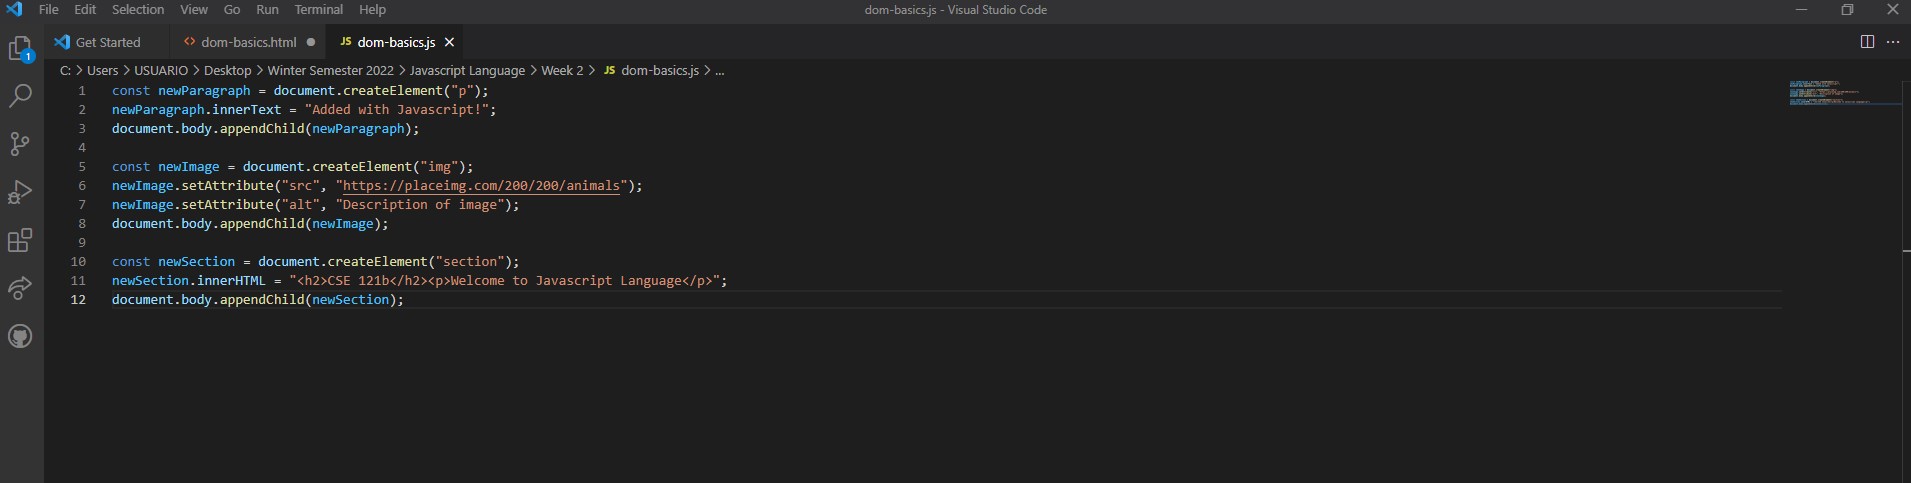 File Edit Selection View Go Run Terminal Help dom-basics.js - Visual Studio Code
Get Started dom-basics.html JS dom-basics.js
1
C: > Users > USUARIO > Desktop > Winter Semester 2022 > Javascript Language > Week 2 > JS dom-basics.js > ...
1 const newParagraph = document.createElement("p");
2 newParagraph.innerText = "Added with Javascript!";
3 document.body.appendChild(newParagraph);
4
5 const newImage = document.createElement("img");
6 newImage.setAttribute("src", "https://placeimg.com/200/200/animals");
7 newImage.setAttribute("alt", "Description of image");
8 document.body.appendChild(newImage);
9
10 const newSection = document.createElement("section");
11 newSection.innerHTML = "<h2>CSE 121b</h2><p>Welcome to Javascript Language</p>";
12 document.body.appendChild(newSection);